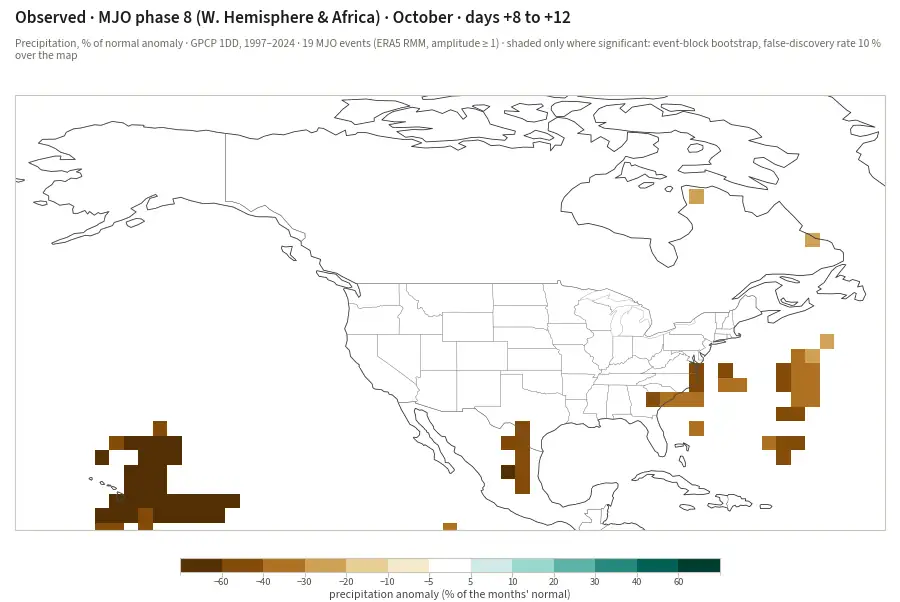 Observed · MJO phase 8 (W. Hemisphere & Africa) · October · days +8 to +12
Precipitation, % of normal anomaly · GPCP 1DD, 1997–2024 · 19 MJO events (ERA5 RMM, amplitude ≥ 1) · shaded only where significant: event-block bootstrap, false-discovery rate 10 %
over the map
−60 −40 −30 −20 −10 −5 5 10 20 30 40 60
precipitation anomaly (% of the months' normal)